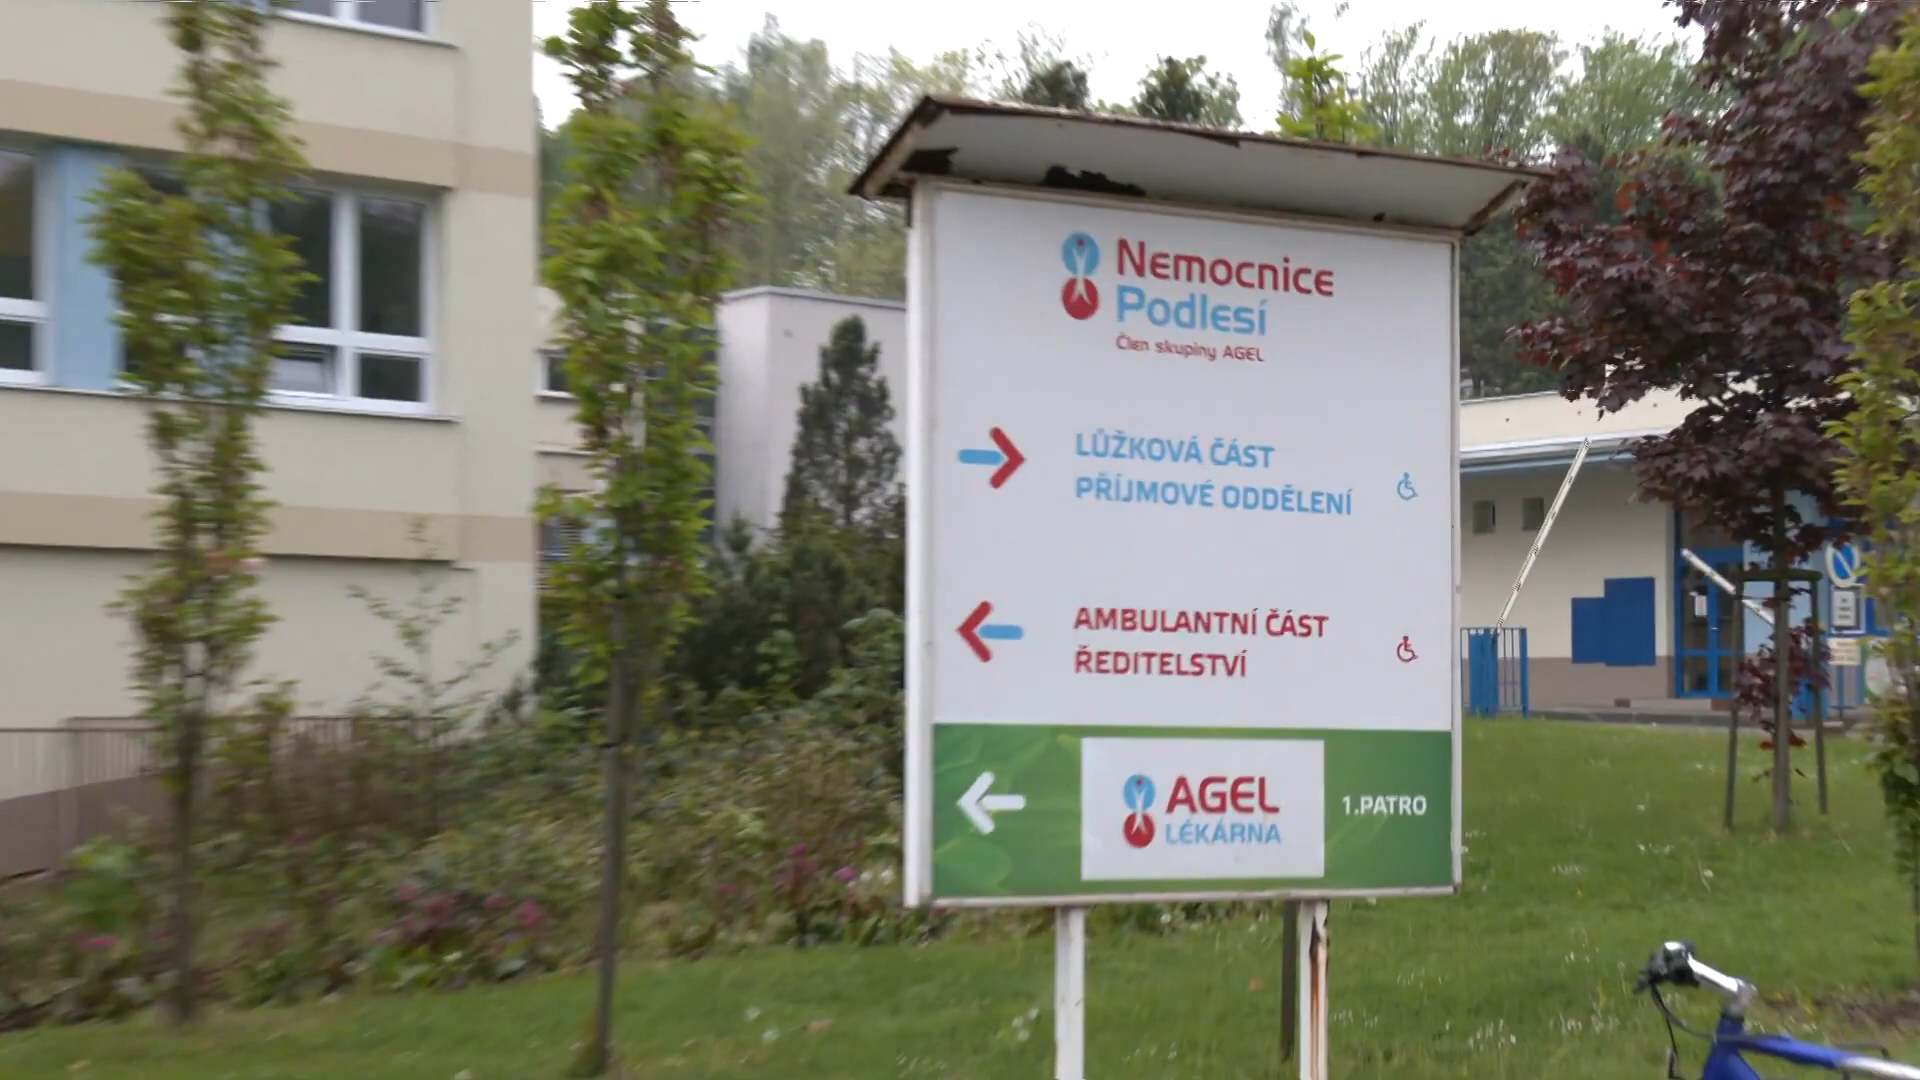 Nemocnice
Podlesí
Člen skupiny AGEL
LŮŽKOVÁ ČÁST
PŘÍJMOVÉ ODDĚLENÍ
AMBULANTNÍ ČÁST
ŘEDITELSTVÍ
AGEL
LÉKÁRNA
1.PATRO